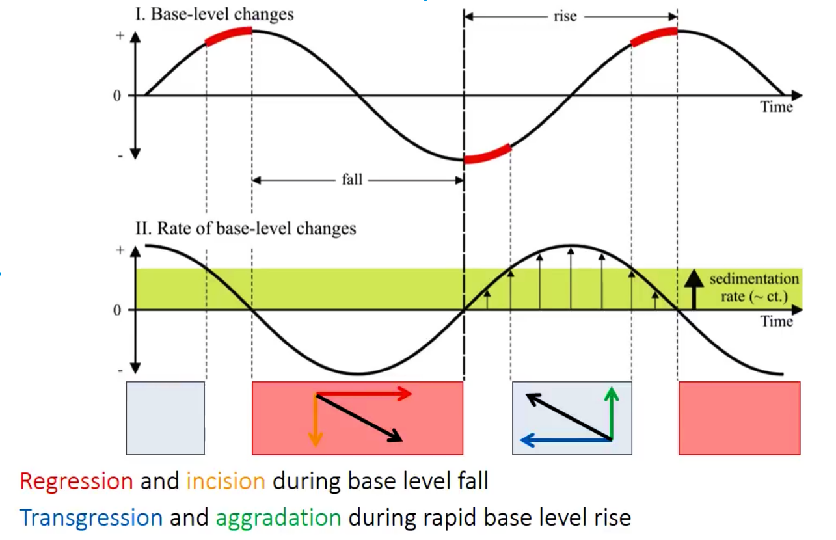 I. Base-level changes
rise
+
0
Time
-
fall
II. Rate of base-level changes
+
sedimentation
rate (~ ct.)
0
Time
-
Regression and incision during base level fall
Transgression and aggradation during rapid base level rise